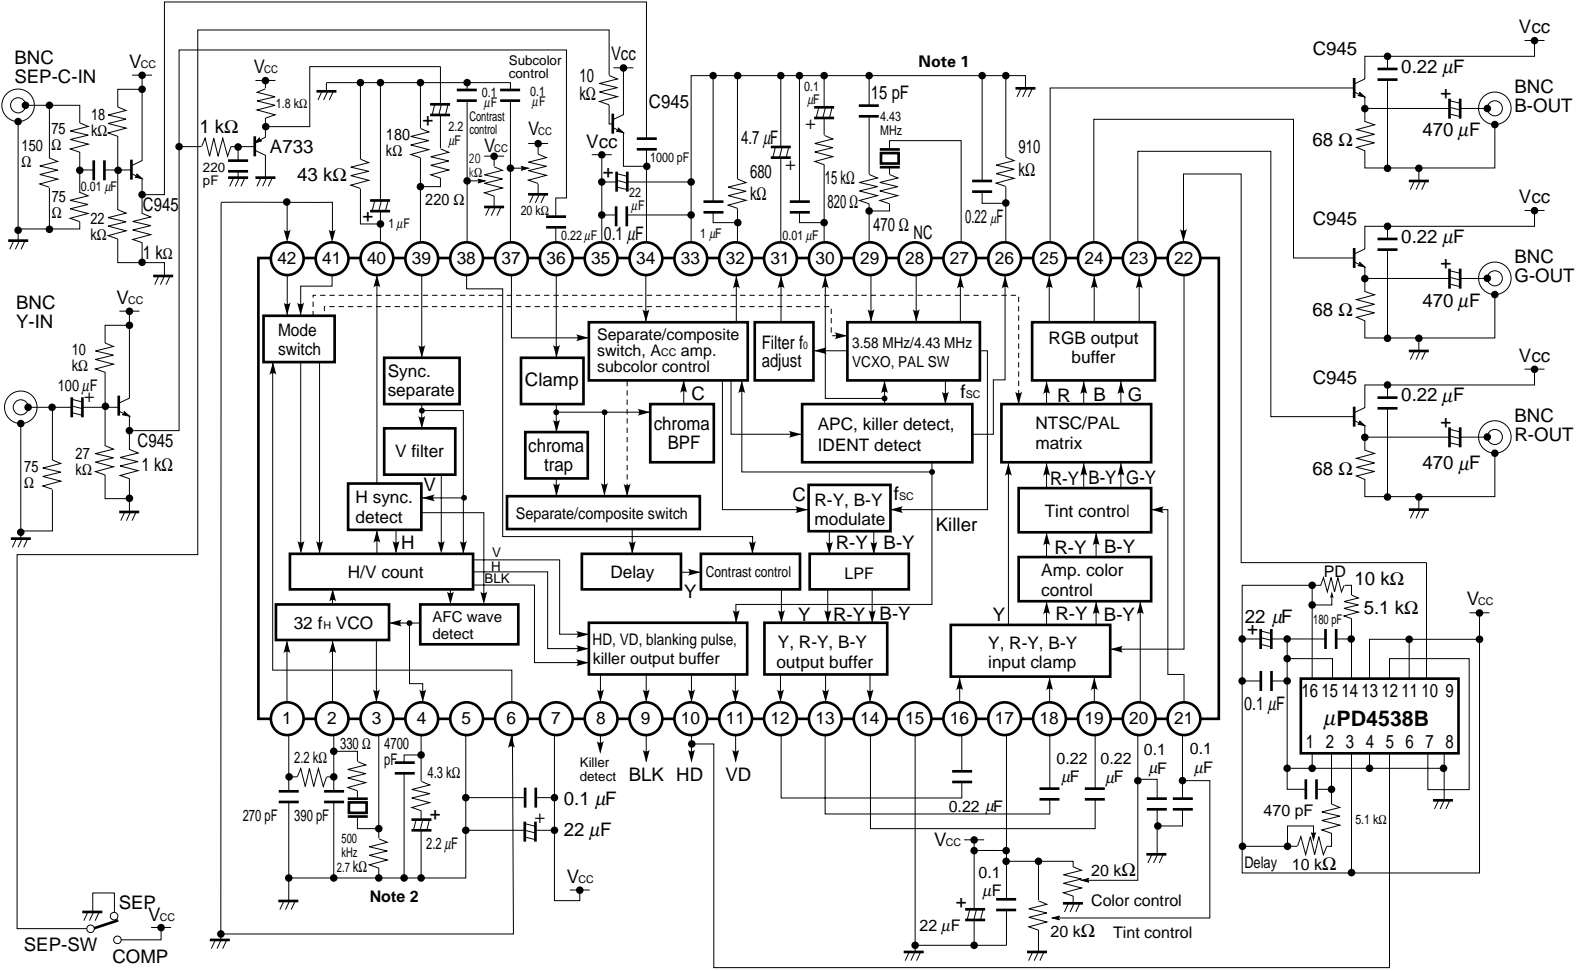 BNC
SEP-C-IN
VCC
18
kΩ
75
Ω
150
Ω
75
Ω
0.01 µF
22
kΩ
C945
1 kΩ
1 kΩ
220
pF
VCC
1.8 kΩ
A733
43 kΩ
180
kΩ
1 µF
2.2
µF
220 Ω
0.1
µF
Contrast
control
VCC
20
kΩ
Subcolor
control
0.1
µF
VCC
20 kΩ
0.22 µF
10
kΩ
VCC
C945
VCC
1000 pF
22
µF
0.1 µF
Note 1
1 µF
680
kΩ
4.7 µF
0.1
µF
0.01 µF
15 kΩ
820 Ω
15 pF
4.43
MHz
470 Ω
NC
0.22 µF
910
kΩ
C945
VCC
0.22 µF
BNC
B-OUT
68 Ω
470 µF
C945
VCC
0.22 µF
BNC
G-OUT
68 Ω
470 µF
C945
VCC
0.22 µF
BNC
R-OUT
68 Ω
470 µF
42 41 40 39 38 37 36 35 34 33 32 31 30 29 28 27 26 25 24 23 22
BNC
Y-IN
VCC
10
kΩ
100 µF
C945
27
kΩ
75
Ω
1 kΩ
Mode
switch
Sync.
separate
V filter
V
H sync.
detect
H
H/V count
V
H
BLK
32 fH VCO
AFC wave
detect
Clamp
chroma
trap
Separate/composite
switch, ACC amp.
subcolor control
C
chroma
BPF
Separate/composite switch
Delay
Y
Contrast control
Filter f0
adjust
3.58 MHz/4.43 MHz
VCXO, PAL SW
fSC
APC, killer detect,
IDENT detect
C
fSC
R-Y, B-Y
modulate
Killer
R-Y B-Y
LPF
Y R-Y B-Y
HD, VD, blanking pulse,
killer output buffer
Y, R-Y, B-Y
output buffer
RGB output
buffer
R B G
NTSC/PAL
matrix
R-Y B-Y G-Y
Tint control
R-Y B-Y
Amp. color
control
Y R-Y B-Y
Y, R-Y, B-Y
input clamp
1 2 3 4 5 6 7 8 9 10 11 12 13 14 15 16 17 18 19 20 21
2.2 kΩ
330 Ω
270 pF
390 pF
500
kHz
2.7 kΩ
4700
pF
4.3 kΩ
2.2 µF
Note 2
0.1 µF
22 µF
VCC
Killer
detect
BLK
HD
VD
0.22 µF
0.22
µF
0.22
µF
0.1
µF
0.1
µF
VCC
22 µF
0.1
µF
20 kΩ
Color control
20 kΩ
Tint control
SEP
VCC
SEP-SW
COMP
PD
10 kΩ
5.1 kΩ
22 µF
180 pF
VCC
0.1 µF
16 15 14 13 12 11 10 9
µPD4538B
1 2 3 4 5 6 7 8
470 pF
5.1 kΩ
Delay
10 kΩ